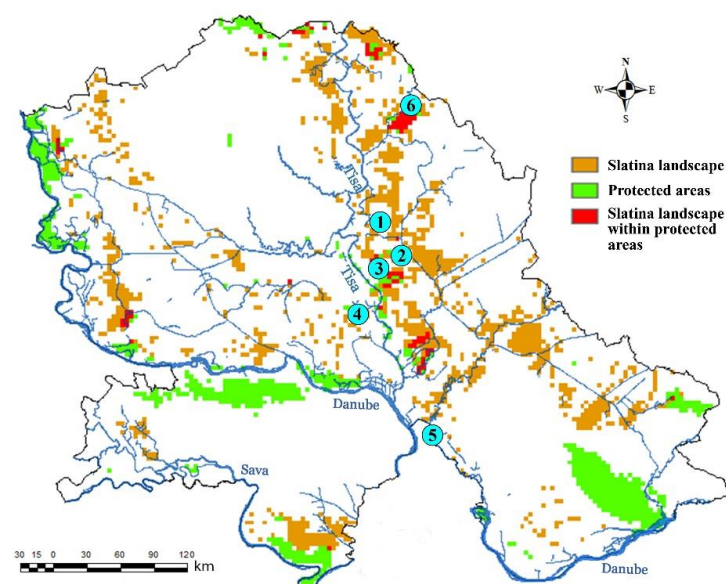 N
W E
S
Slatina landscape
Protected areas
Slatina landscape
within protected
areas
6
Tisa
1
2
3
Tisa
4
Danube
5
Sava
Danube
30 15 0 30 60 90 120
km